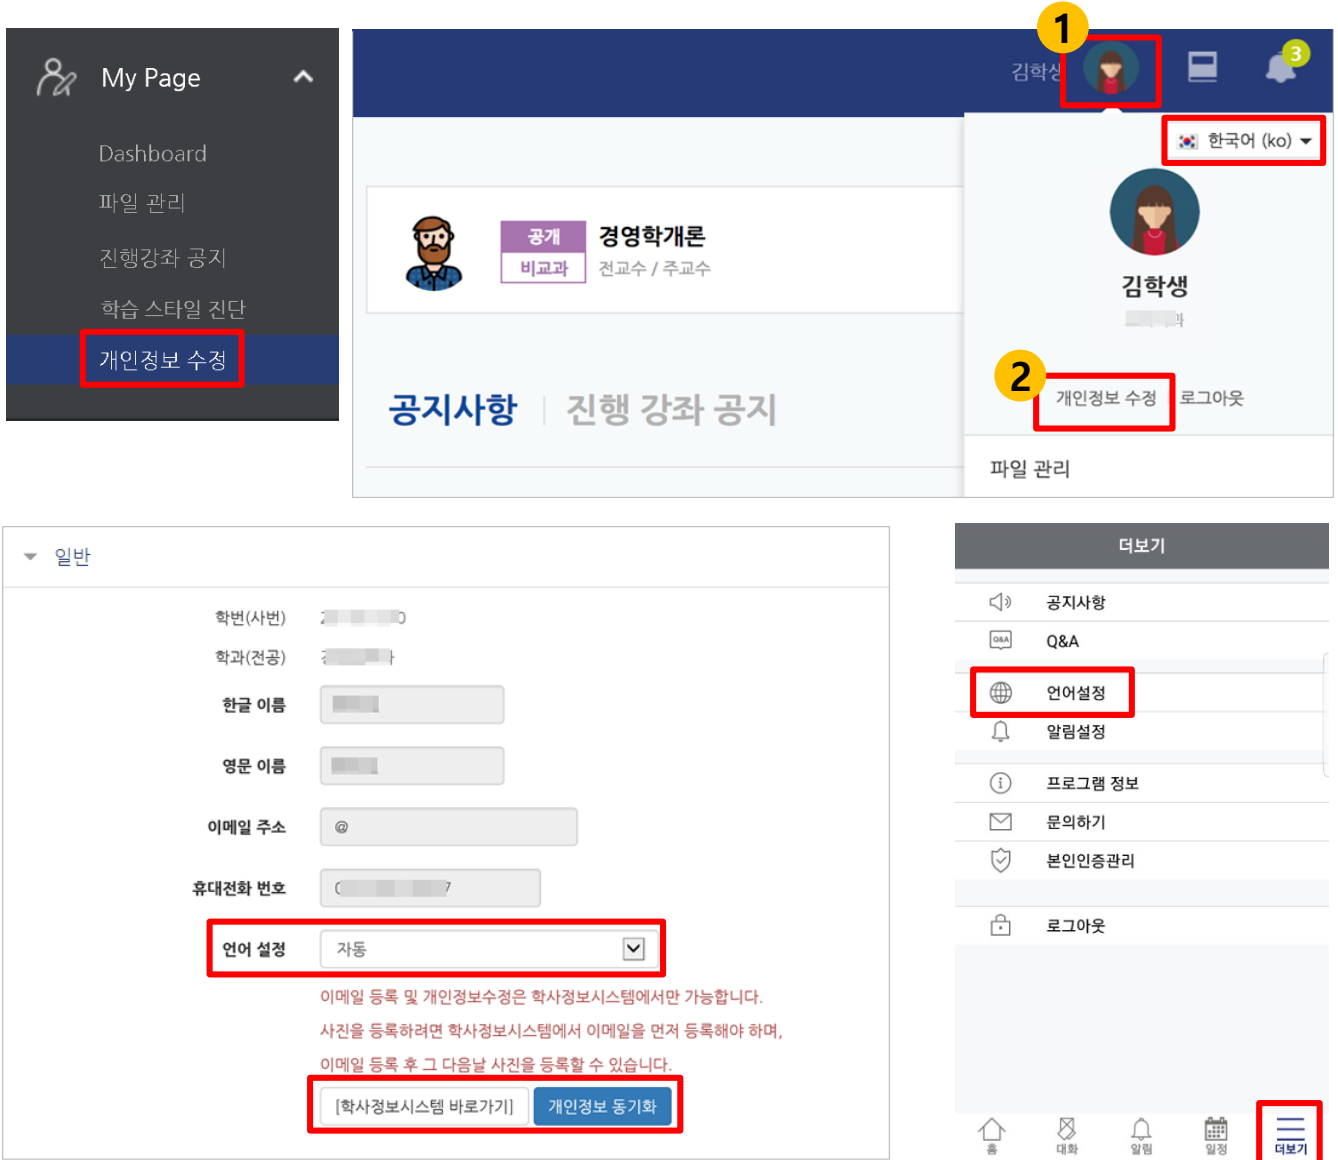 My Page
Dashboard
파일 관리
진행강좌 공지
학습 스타일 진단
개인정보 수정
1
김학생
3
한국어 (ko)
공개
비교과
경영학개론
전교수 / 주교수
김학생
과
2
개인정보 수정
로그아웃
공지사항
진행 강좌 공지
파일 관리
일반
학번(사번)
학과(전공)
한글 이름
영문 이름
이메일 주소 @
휴대전화 번호
언어 설정 자동
이메일 등록 및 개인정보수정은 학사정보시스템에서만 가능합니다.
사진을 등록하려면 학사정보시스템에서 이메일을 먼저 등록해야 하며,
이메일 등록 후 그 다음날 사진을 등록할 수 있습니다.
[학사정보시스템 바로가기] 개인정보 동기화
더보기
공지사항
Q&A Q&A
언어설정
알림설정
프로그램 정보
문의하기
본인인증관리
로그아웃
홈 대화 알림 일정 더보기